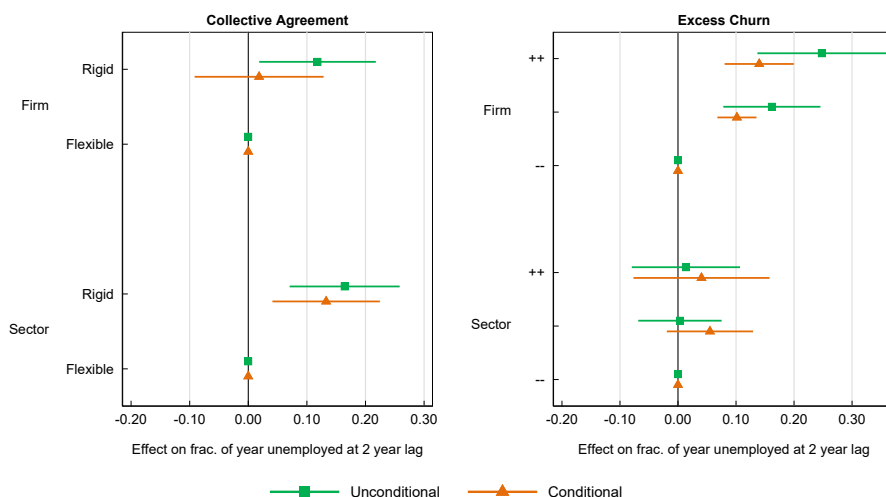 Collective Agreement
Rigid
Firm
Flexible
Rigid
Sector
Flexible
-0.20 -0.10 0.00 0.10 0.20 0.30
Effect on frac. of year unemployed at 2 year lag
Excess Churn
++
Firm
--
++
Sector
--
-0.20 -0.10 0.00 0.10 0.20 0.30
Effect on frac. of year unemployed at 2 year lag
Unconditional Conditional